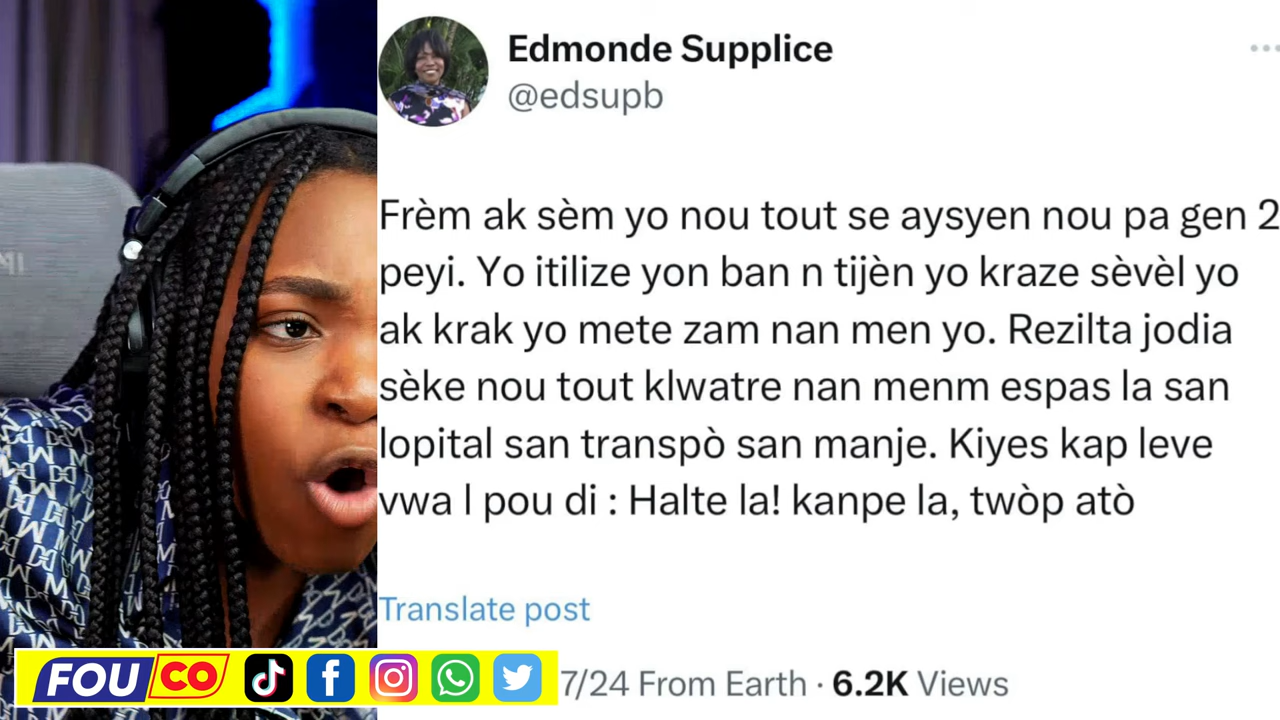 Edmonde Supplice
@edsupb
Frèm ak sèm yo nou tout se aysyen nou pa gen 2
peyi. Yo itilize yon ban n tijèn yo kraze sèvèl yo
ak krak yo mete zam nan men yo. Rezilta jodia
sèke nou tout klwatre nan menm espas la san
lopital san transpò san manje. Kiyes kap leve
vwa l pou di : Halte la! kanpe la, twòp atò
Translate post
7/24 From Earth · 6.2K Views
FOU CO